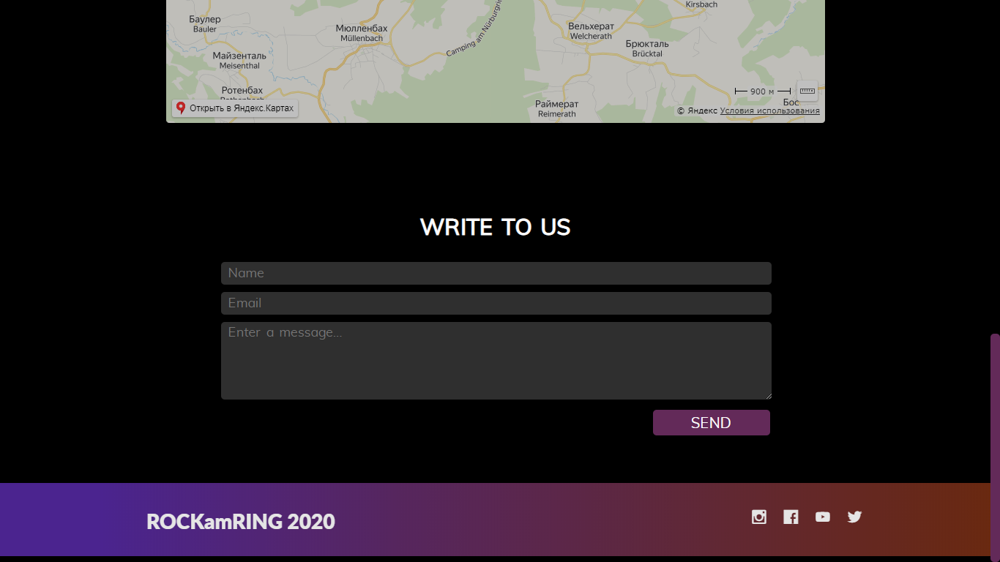 Kirsbach
Баулер
Bauler
Мюлленбах
Müllenbach
Camping am Nürburgrin
Вельхерат
Welcherath
Брюкталь
Brücktal
Майзенталь
Meisenthal
Ротенбах
Rothenbach
900 м
Бос
Раймерат
Reimerath
Открыть в Яндекс.Картах
© Яндекс Условия использования
WRITE TO US
Name
Email
Enter a message...
SEND
ROCKamRING 2020